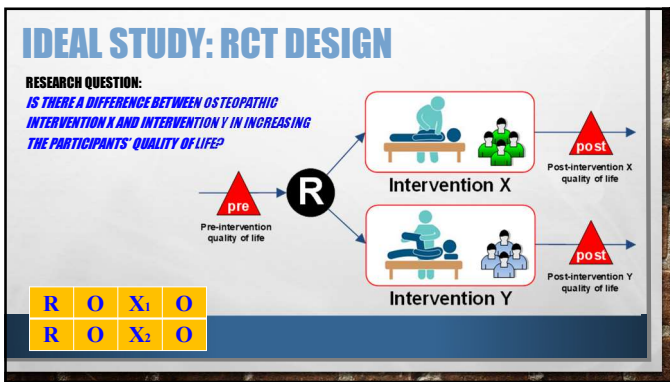 IDEAL STUDY: RCT DESIGN
RESEARCH QUESTION:
IS THERE A DIFFERENCE BETWEEN OSTEOPATHIC
INTERVENTION X AND INTERVENTION Y IN INCREASING
THE PARTICIPANTS' QUALITY OF LIFE?
pre
Pre-intervention
quality of life
R
Intervention X
post
Post-intervention X
quality of life
Intervention Y
post
Post-intervention Y
quality of life
R O X1 O
R O X2 O